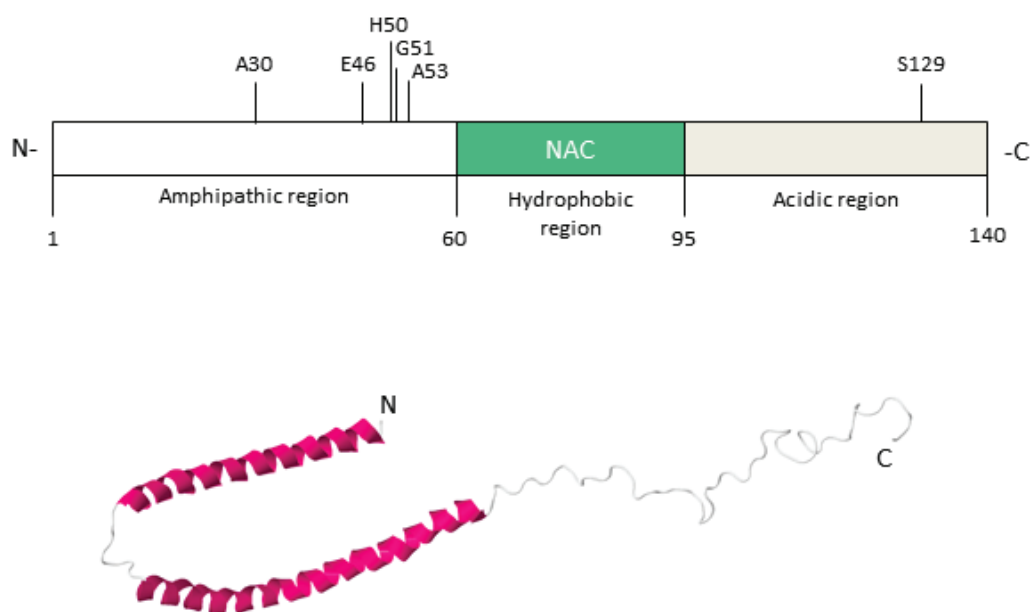 H50
G51
A30 E46 A53 S129
N- NAC -C
Amphipathic region Hydrophobic region Acidic region
1 60 95 140
N
C